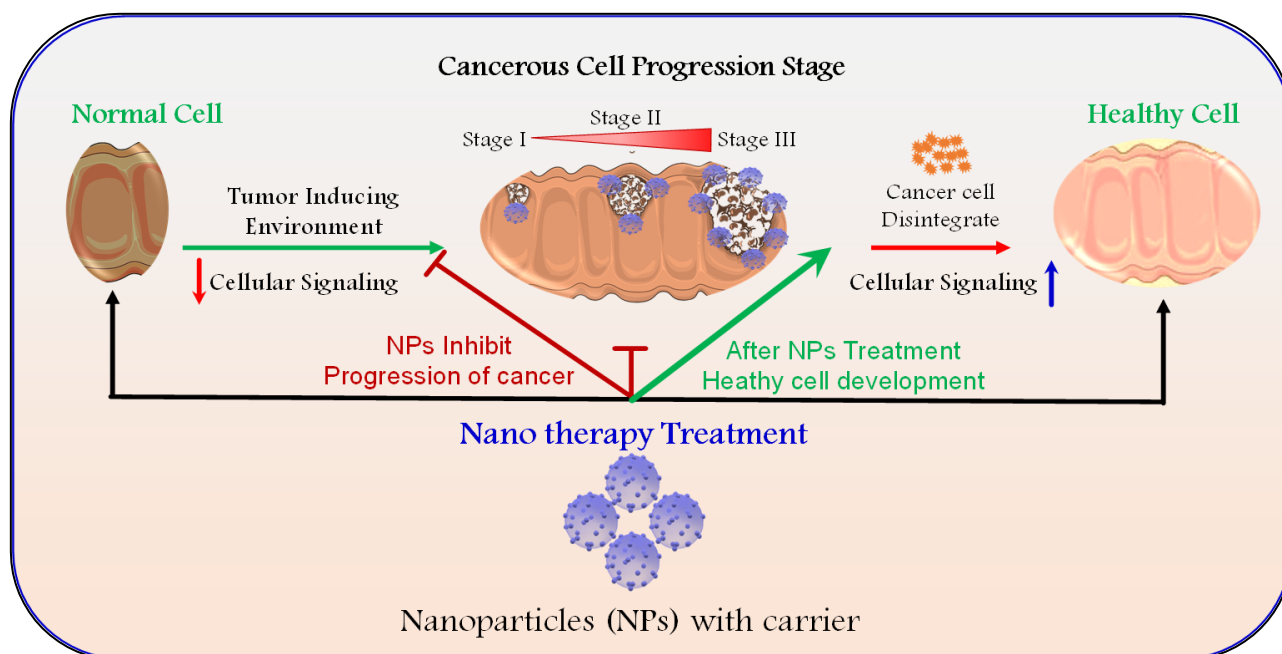 Cancerous Cell Progression Stage
Normal Cell
Healthy Cell
Stage I
Stage II
Stage III
Tumor Inducing
Environment
Cellular Signaling
Cancer cell
Disintegrate
Cellular Signaling
NPs Inhibit
Progression of cancer
After NPs Treatment
Heathy cell development
Nano therapy Treatment
Nanoparticles (NPs) with carrier